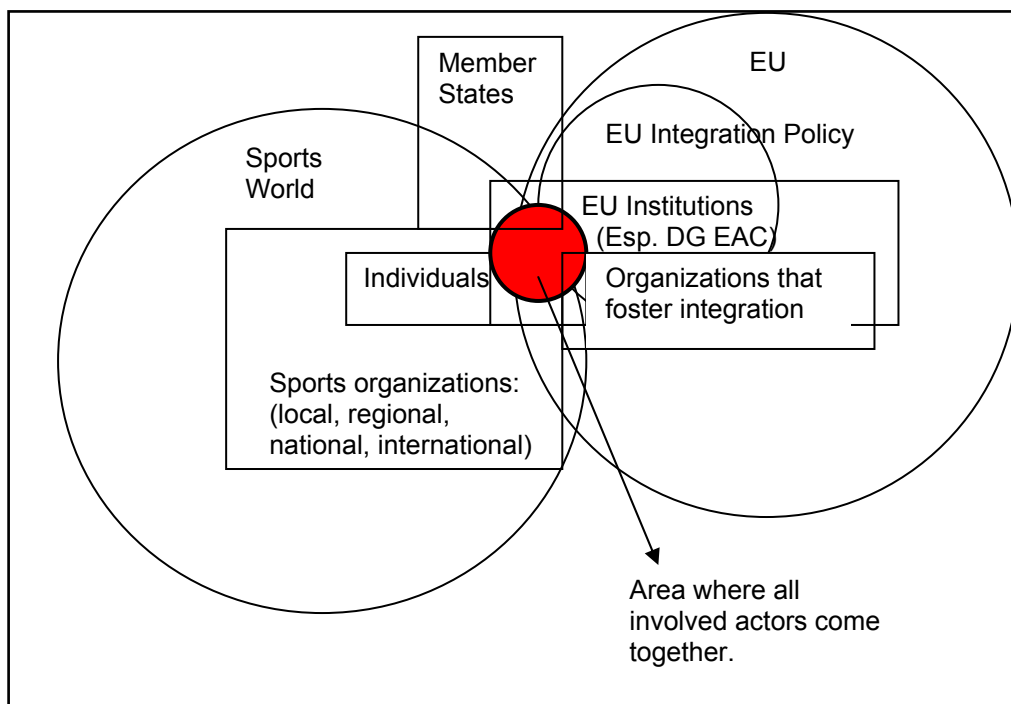 Member
States
EU
EU Integration Policy
Sports
World
EU Institutions
(Esp. DG EAC)
Individuals
Organizations that
foster integration
Sports organizations:
(local, regional,
national, international)
Area where all
involved actors come
together.